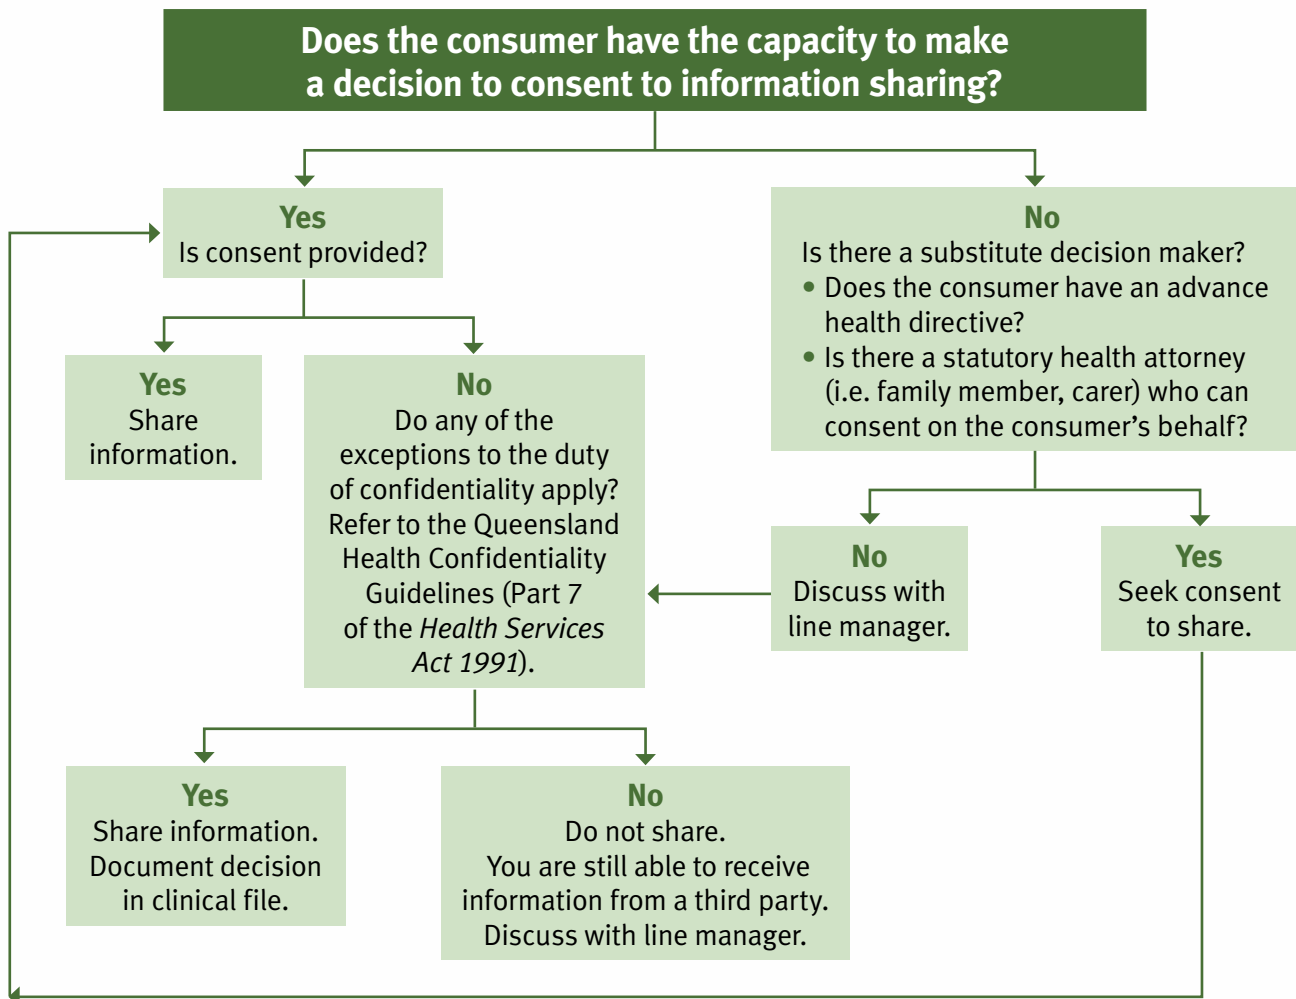 Does the consumer have the capacity to make
a decision to consent to information sharing?
Yes
Is consent provided?
No
Is there a substitute decision maker?
• Does the consumer have an advance
health directive?
• Is there a statutory health attorney
(i.e. family member, carer) who can
consent on the consumer’s behalf?
Yes
Share
information.
No
Do any of the
exceptions to the duty
of confidentiality apply?
Refer to the Queensland
Health Confidentiality
Guidelines (Part 7
of the Health Services
Act 1991).
No
Discuss with
line manager.
Yes
Seek consent
to share.
Yes
Share information.
Document decision
in clinical file.
No
Do not share.
You are still able to receive
information from a third party.
Discuss with line manager.